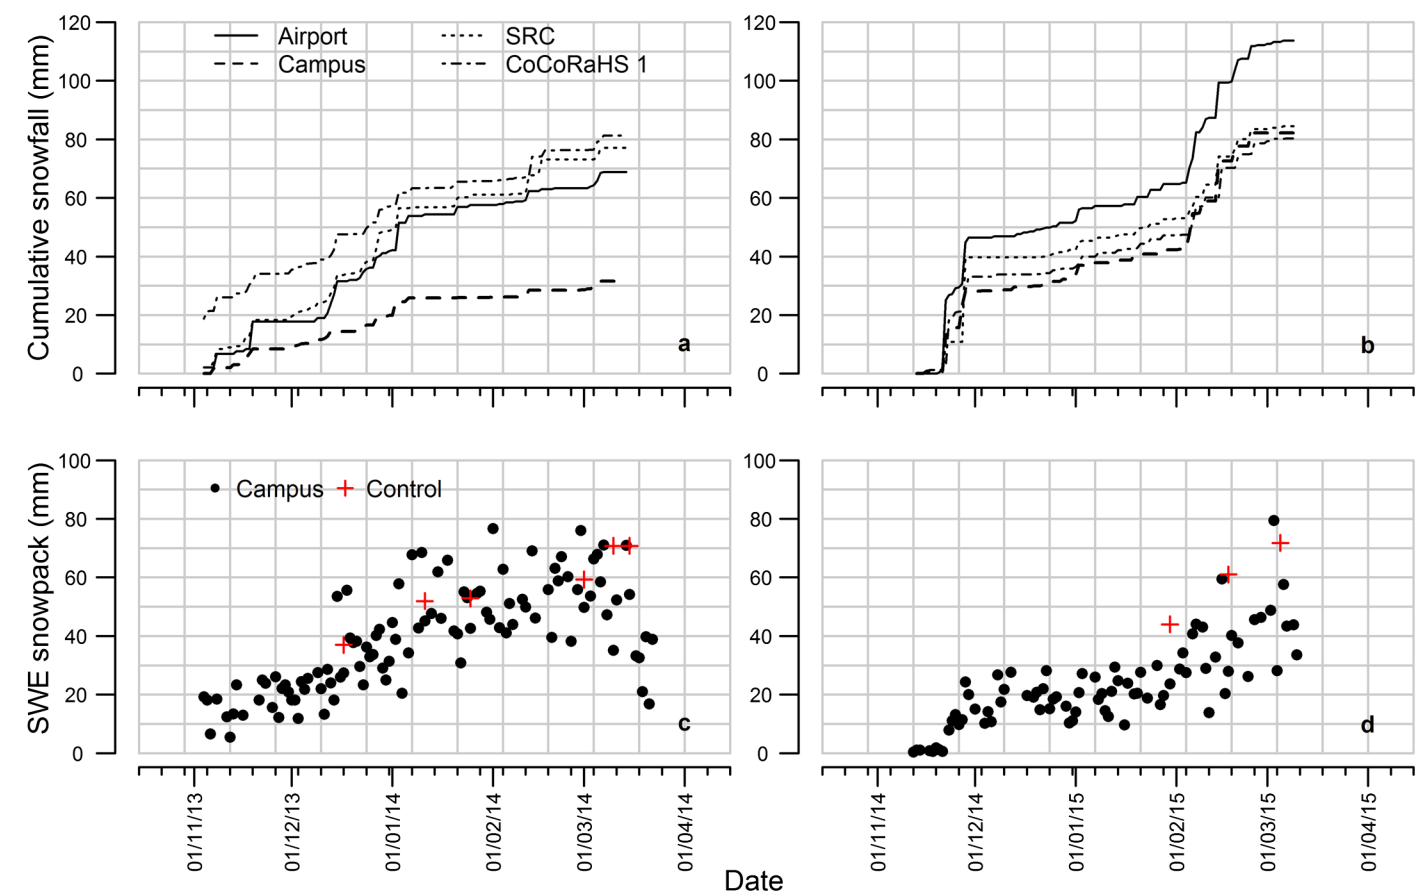 Cumulative snowfall (mm)
120
100
80
60
40
20
0
Airport
Campus
SRC
CoCoRaHS 1
a
120
100
80
60
40
20
0
b
SWE snowpack (mm)
100
80
60
40
20
0
Campus
Control
c
01/11/13
01/12/13
01/01/14
01/02/14
01/03/14
01/04/14
100
80
60
40
20
0
d
01/11/14
01/12/14
01/01/15
01/02/15
01/03/15
01/04/15
Date